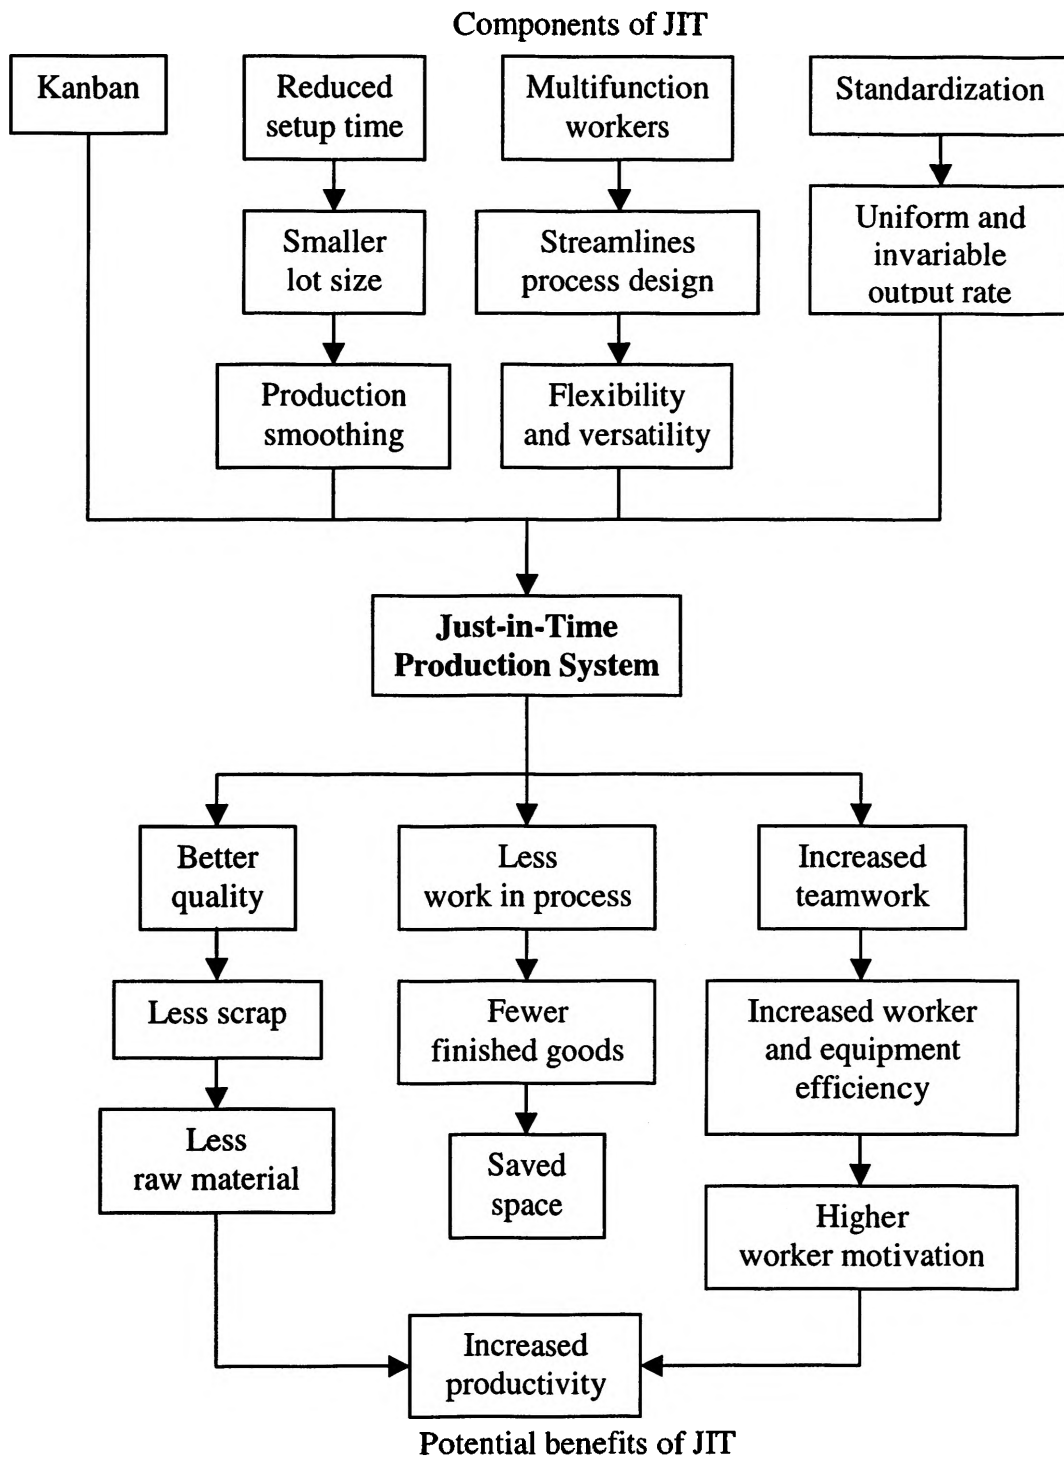 Components of JIT
Kanban
Reduced
setup time
Multifunction
workers
Standardization
Smaller
lot size
Streamlines
process design
Uniform and
invariable
output rate
Production
smoothing
Flexibility
and versatility
Just-in-Time
Production System
Better
quality
Less
work in process
Increased
teamwork
Less scrap
Fewer
finished goods
Increased worker
and equipment
efficiency
Less
raw material
Saved
space
Higher
worker motivation
Increased
productivity
Potential benefits of JIT